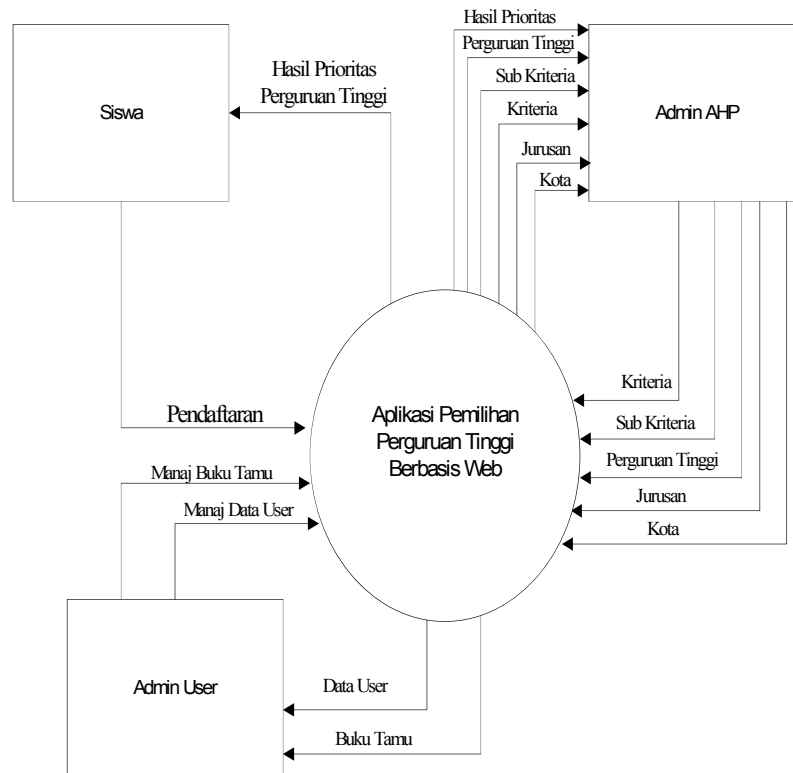 Hasil Prioritas
Perguruan Tinggi
Sub Kriteria
Kriteria
Jurusan
Kota
Hasil Prioritas
Perguruan Tinggi
Siswa
Admin AHP
Pendaftaran
Aplikasi Pemilihan
Perguruan Tinggi
Berbasis Web
Kriteria
Sub Kriteria
Perguruan Tinggi
Jurusan
Kota
Manaj Buku Tamu
Manaj Data User
Admin User
Data User
Buku Tamu